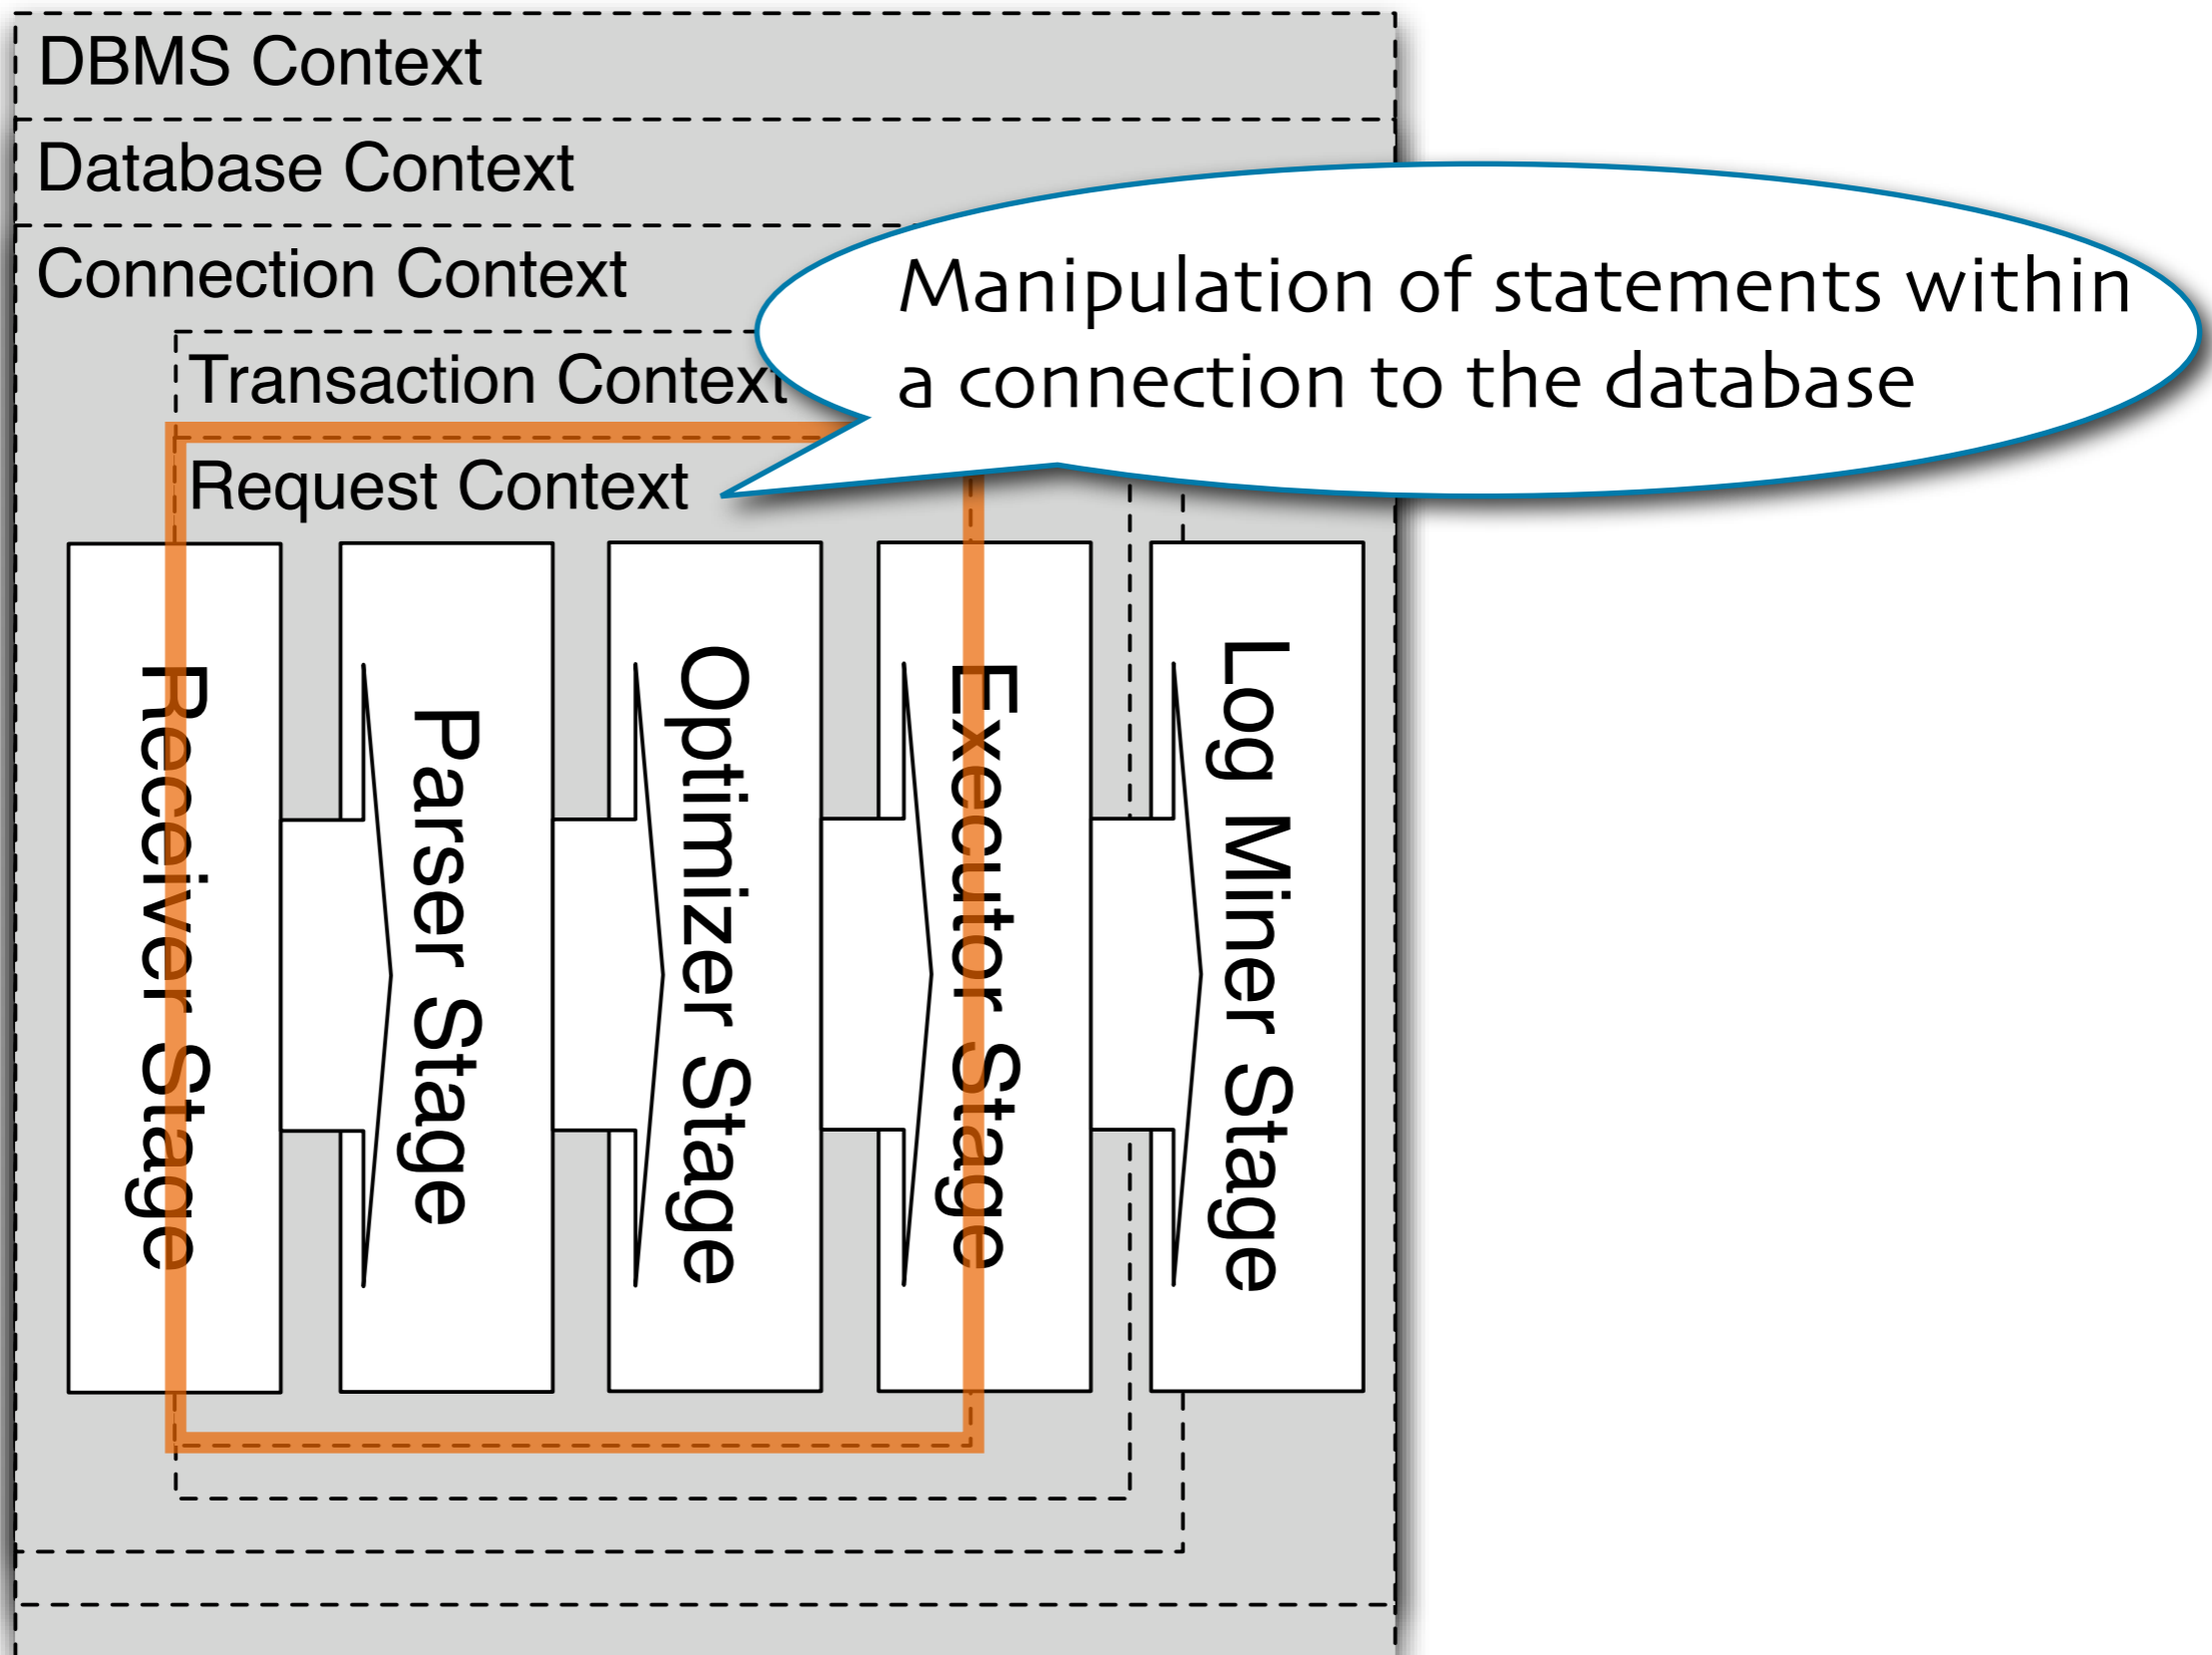 DBMS Context
Database Context
Connection Context
Transaction Context
Request Context
Manipulation of statements within
a connection to the database
Receiver Stage
Parser Stage
Optimizer Stage
Executor Stage
Log Miner Stage